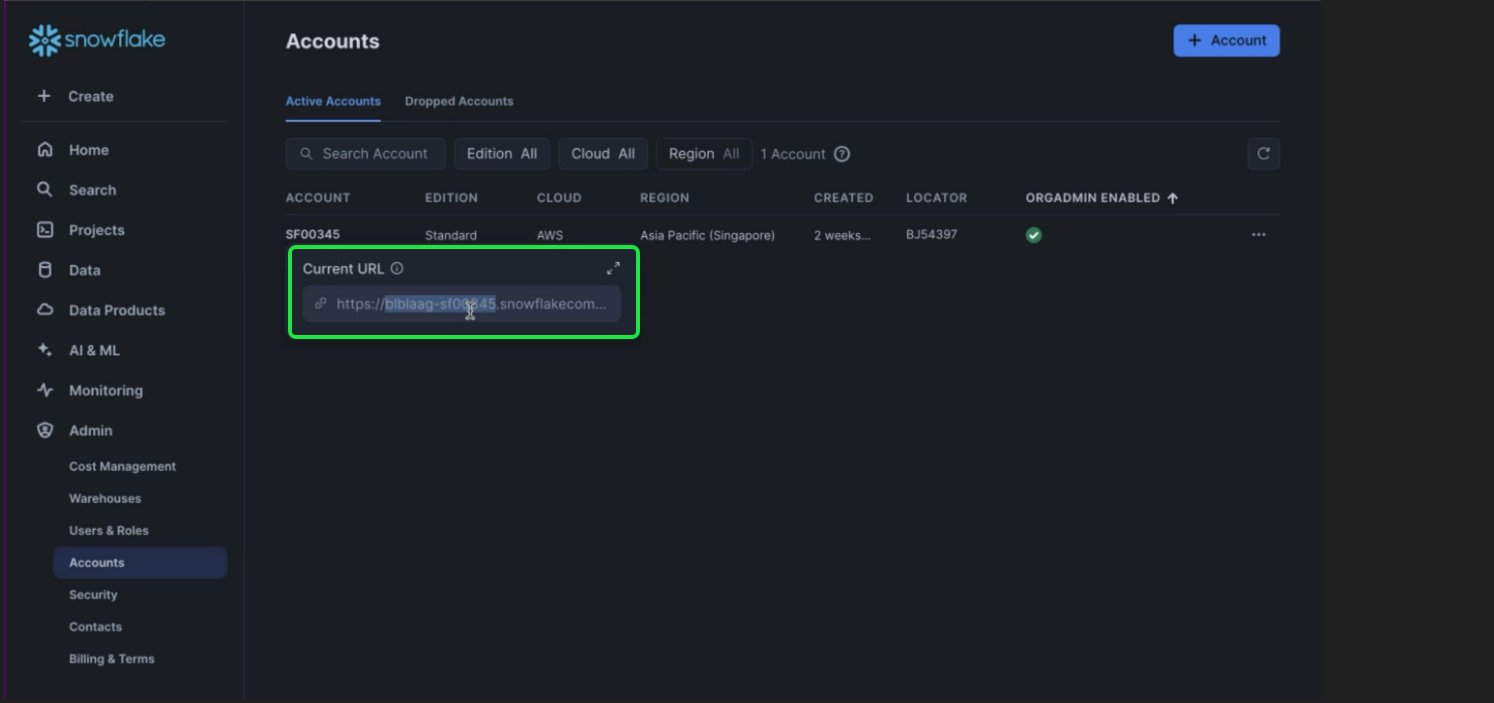 snowflake
Accounts
+ Account
+ Create
Active Accounts Dropped Accounts
Home
Search Account Edition All Cloud All Region All 1 Account ?
Search
ACCOUNT EDITION CLOUD REGION CREATED LOCATOR ORGADMIN ENABLED ↑
Projects
SF00345 Standard AWS Asia Pacific (Singapore) 2 weeks... BJ54397 ...
Data
Current URL
https://blblaag-sf00345.snowflakecom...
Data Products
AI & ML
Monitoring
Admin
Cost Management
Warehouses
Users & Roles
Accounts
Security
Contacts
Billing & Terms